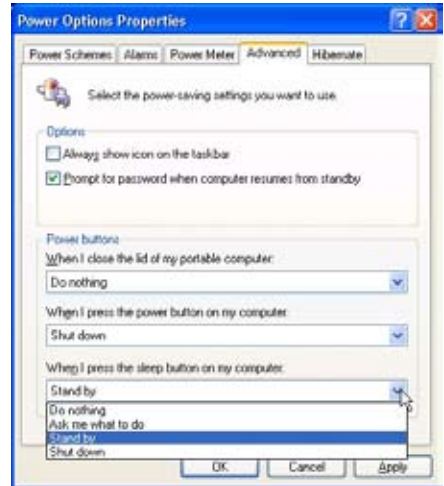 Power Options Properties
Power Schemes Alarms Power Meter Advanced Hibernate
Select the power-saving settings you want to use.
Options
Always show icon on the taskbar
Prompt for password when computer resumes from standby
Power buttons
When I close the lid of my portable computer:
Do nothing
When I press the power button on my computer:
Shut down
When I press the sleep button on my computer:
Stand by
Do nothing
Ask me what to do
Stand by
Shut down
OK Cancel Apply